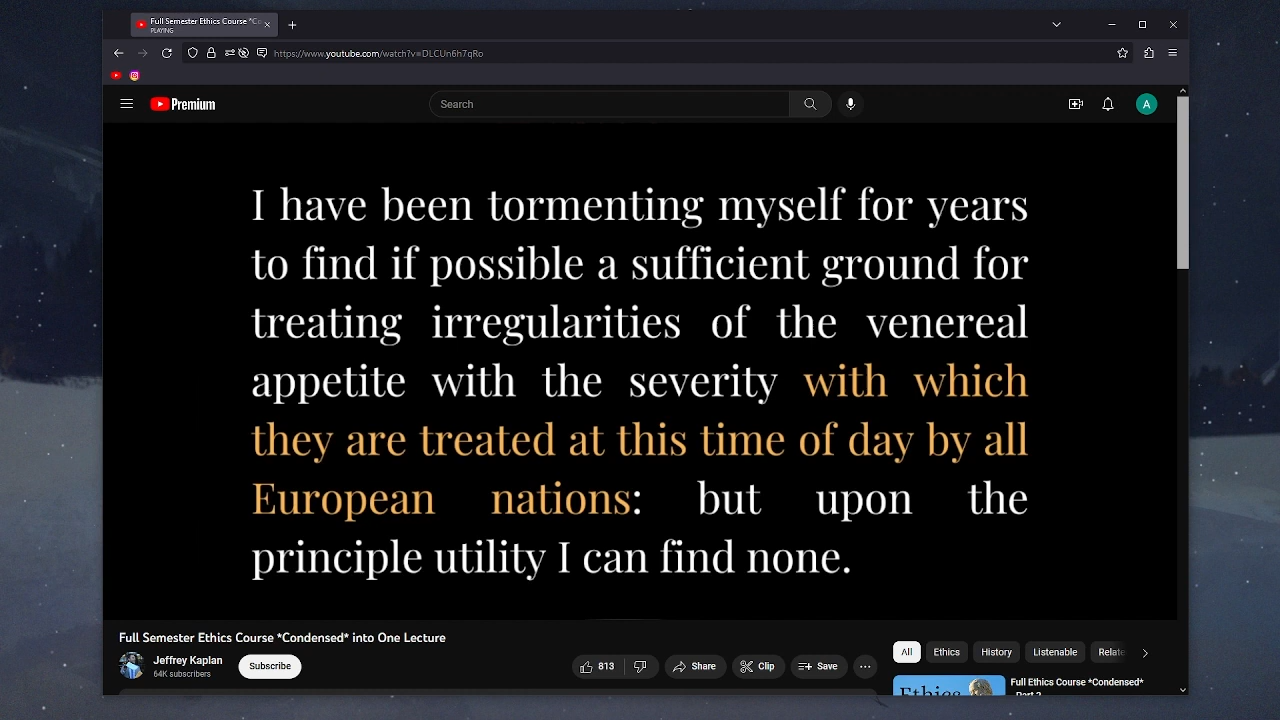 Full Semester Ethics Course *Co
PLAYING
https://www.youtube.com/watch?v=DLCUn6h7qRo
Premium
Search
A
I have been tormenting myself for years
to find if possible a sufficient ground for
treating irregularities of the venereal
appetite with the severity with which
they are treated at this time of day by all
European nations: but upon the
principle utility I can find none.
Full Semester Ethics Course *Condensed* into One Lecture
Jeffrey Kaplan
64K subscribers
Subscribe
813
Share
Clip
Save
All
Ethics
History
Listenable
Relate
Ethics
Full Ethics Course *Condensed*
Part 2